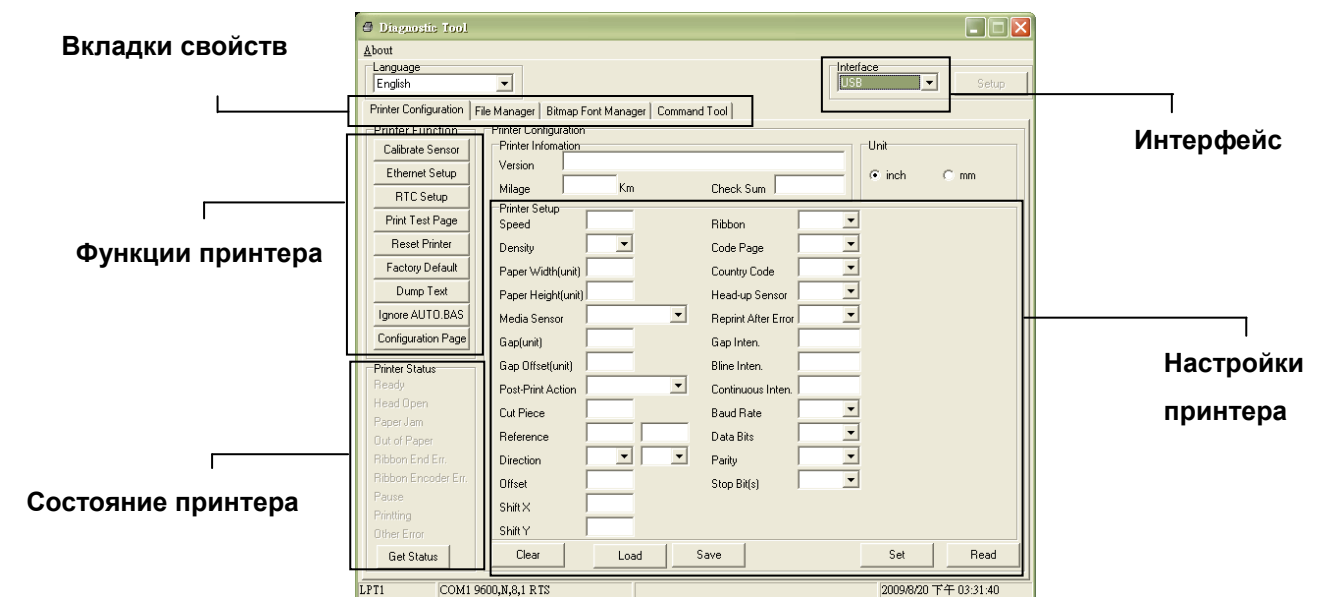 Diagnostic Tool
About
Вкладки свойств
Language
English
Interface
USB
Setup
Printer Configuration File Manager Bitmap Font Manager Command Tool
Интерфейс
Printer Function
Calibrate Sensor
Ethernet Setup
RTC Setup
Print Test Page
Reset Printer
Factory Default
Dump Text
Ignore AUTO.BAS
Configuration Page
Функции принтера
Printer Configuration
Printer Infomation
Version
Milage Km Check Sum
Unit
inch mm
Printer Setup
Speed Ribbon
Density Code Page
Paper Width(unit) Country Code
Paper Height(unit) Head-up Sensor
Media Sensor Reprint After Error
Gap(unit) Gap Inten.
Gap Offset(unit) Bline Inten.
Post-Print Action Continuous Inten.
Cut Piece Baud Rate
Reference Data Bits
Direction Parity
Offset Stop Bit(s)
Shift X
Shift Y
Clear Load Save Set Read
Настройки
принтера
Printer Status
Ready
Head Open
Paper Jam
Out of Paper
Ribbon End Err.
Ribbon Encoder Err.
Pause
Printting
Other Error
Get Status
Состояние принтера
LPT1 COM1 9600,N,8,1 RTS 2009/8/20 下午 03:31:40